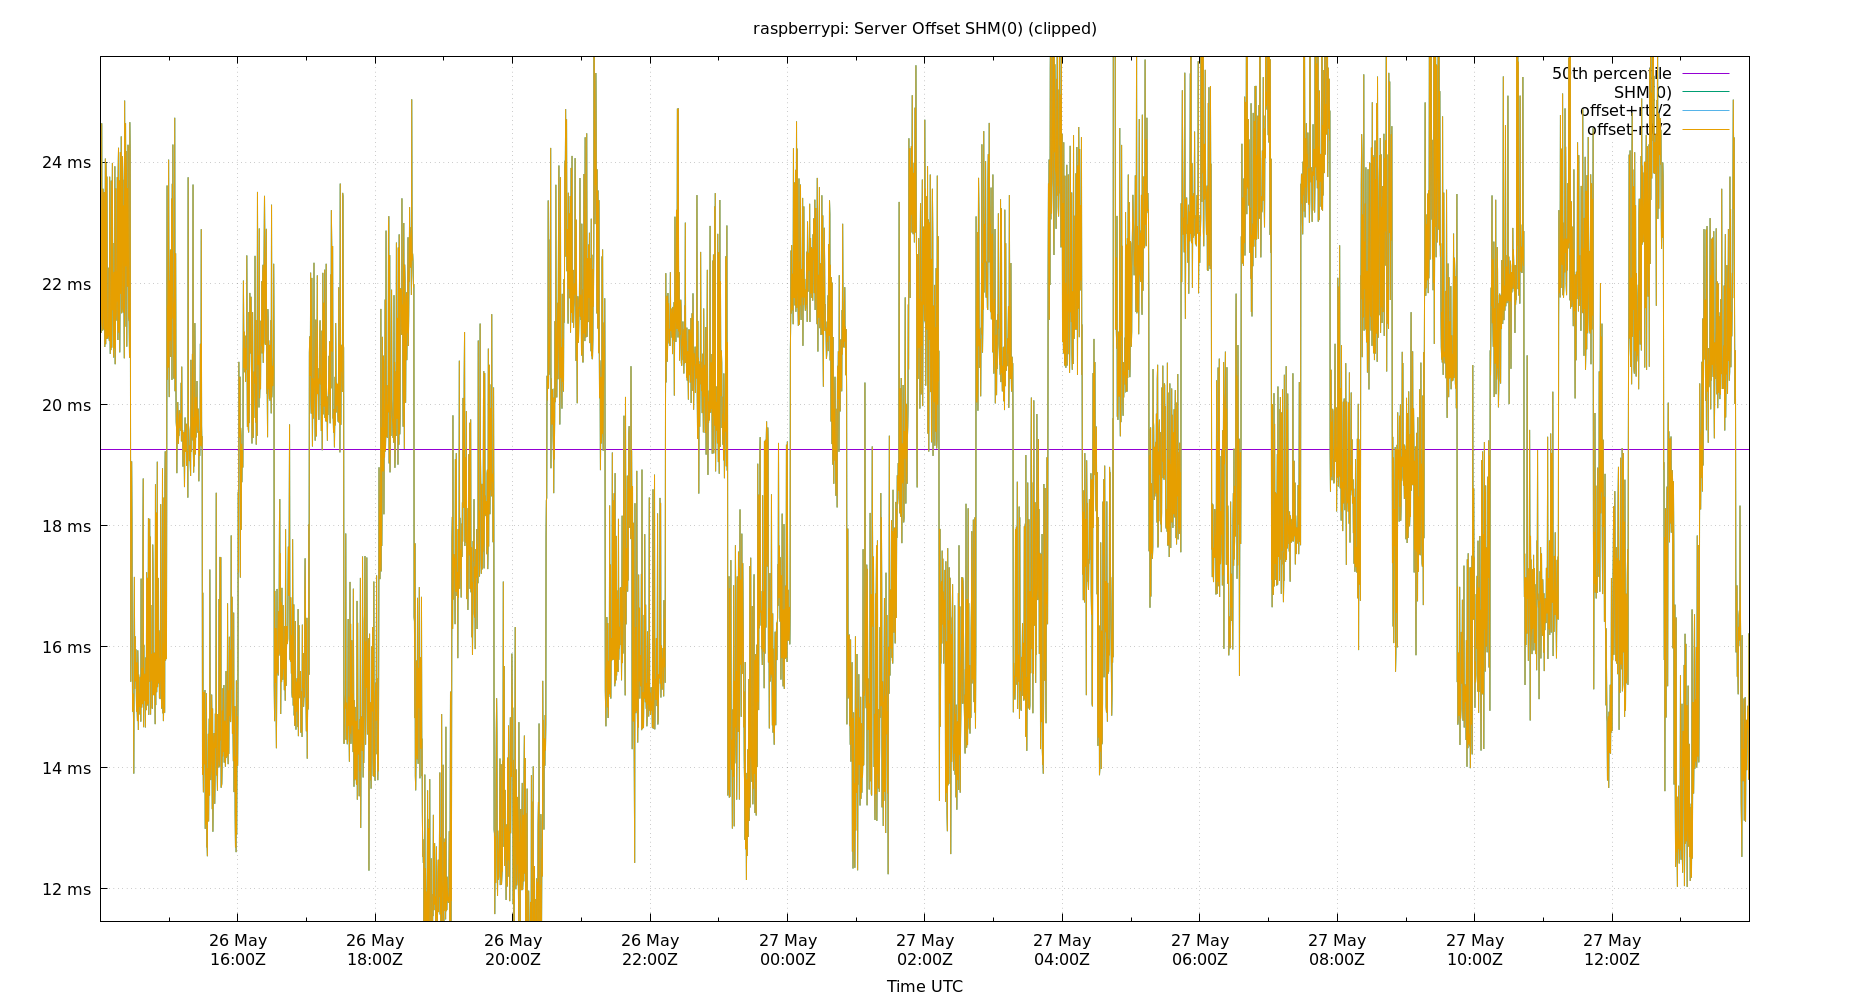 raspberrypi: Server Offset SHM(0) (clipped)
50th percentile
SHM(0)
offset+rtt/2
offset-rtt/2
24 ms
22 ms
20 ms
18 ms
16 ms
14 ms
12 ms
26 May 26 May 26 May 26 May 27 May 27 May 27 May 27 May 27 May 27 May 27 May
16:00Z 18:00Z 20:00Z 22:00Z 00:00Z 02:00Z 04:00Z 06:00Z 08:00Z 10:00Z 12:00Z
Time UTC